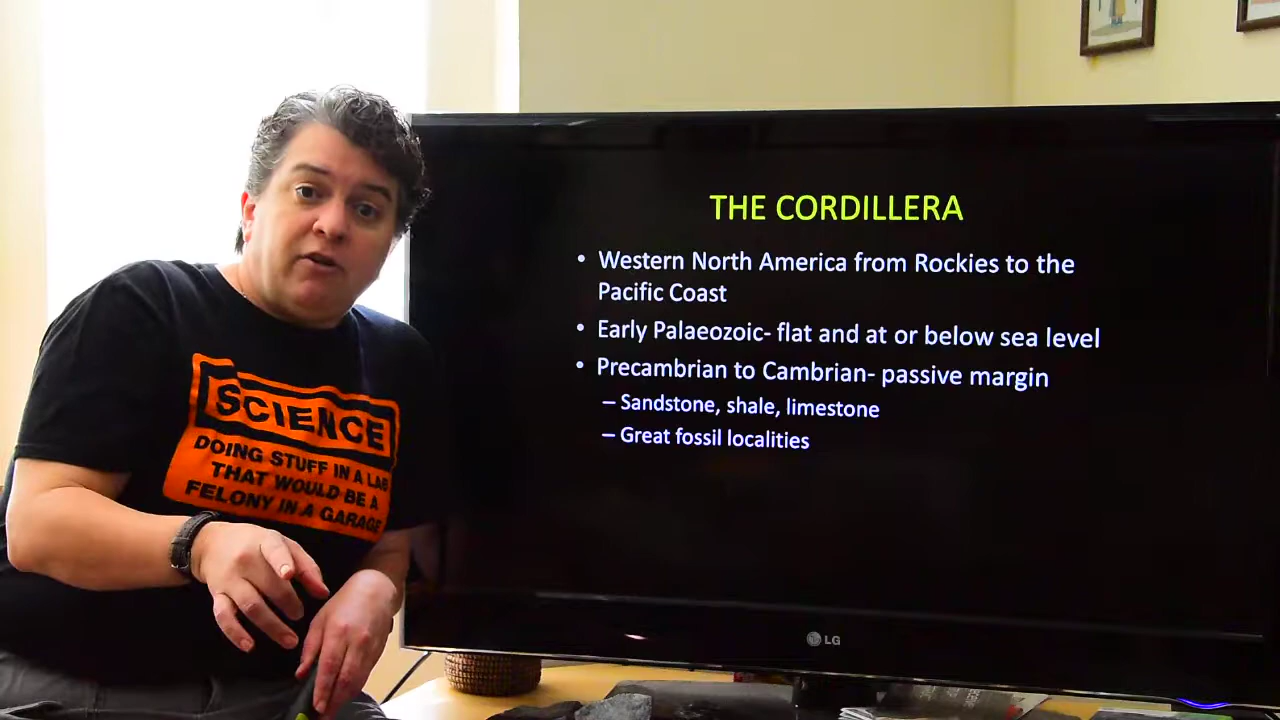 SCIENCE
DOING STUFF IN A LAB
THAT WOULD BE A
FELONY IN A GARAGE
THE CORDILLERA
• Western North America from Rockies to the
Pacific Coast
• Early Palaeozoic- flat and at or below sea level
• Precambrian to Cambrian- passive margin
– Sandstone, shale, limestone
– Great fossil localities
LG